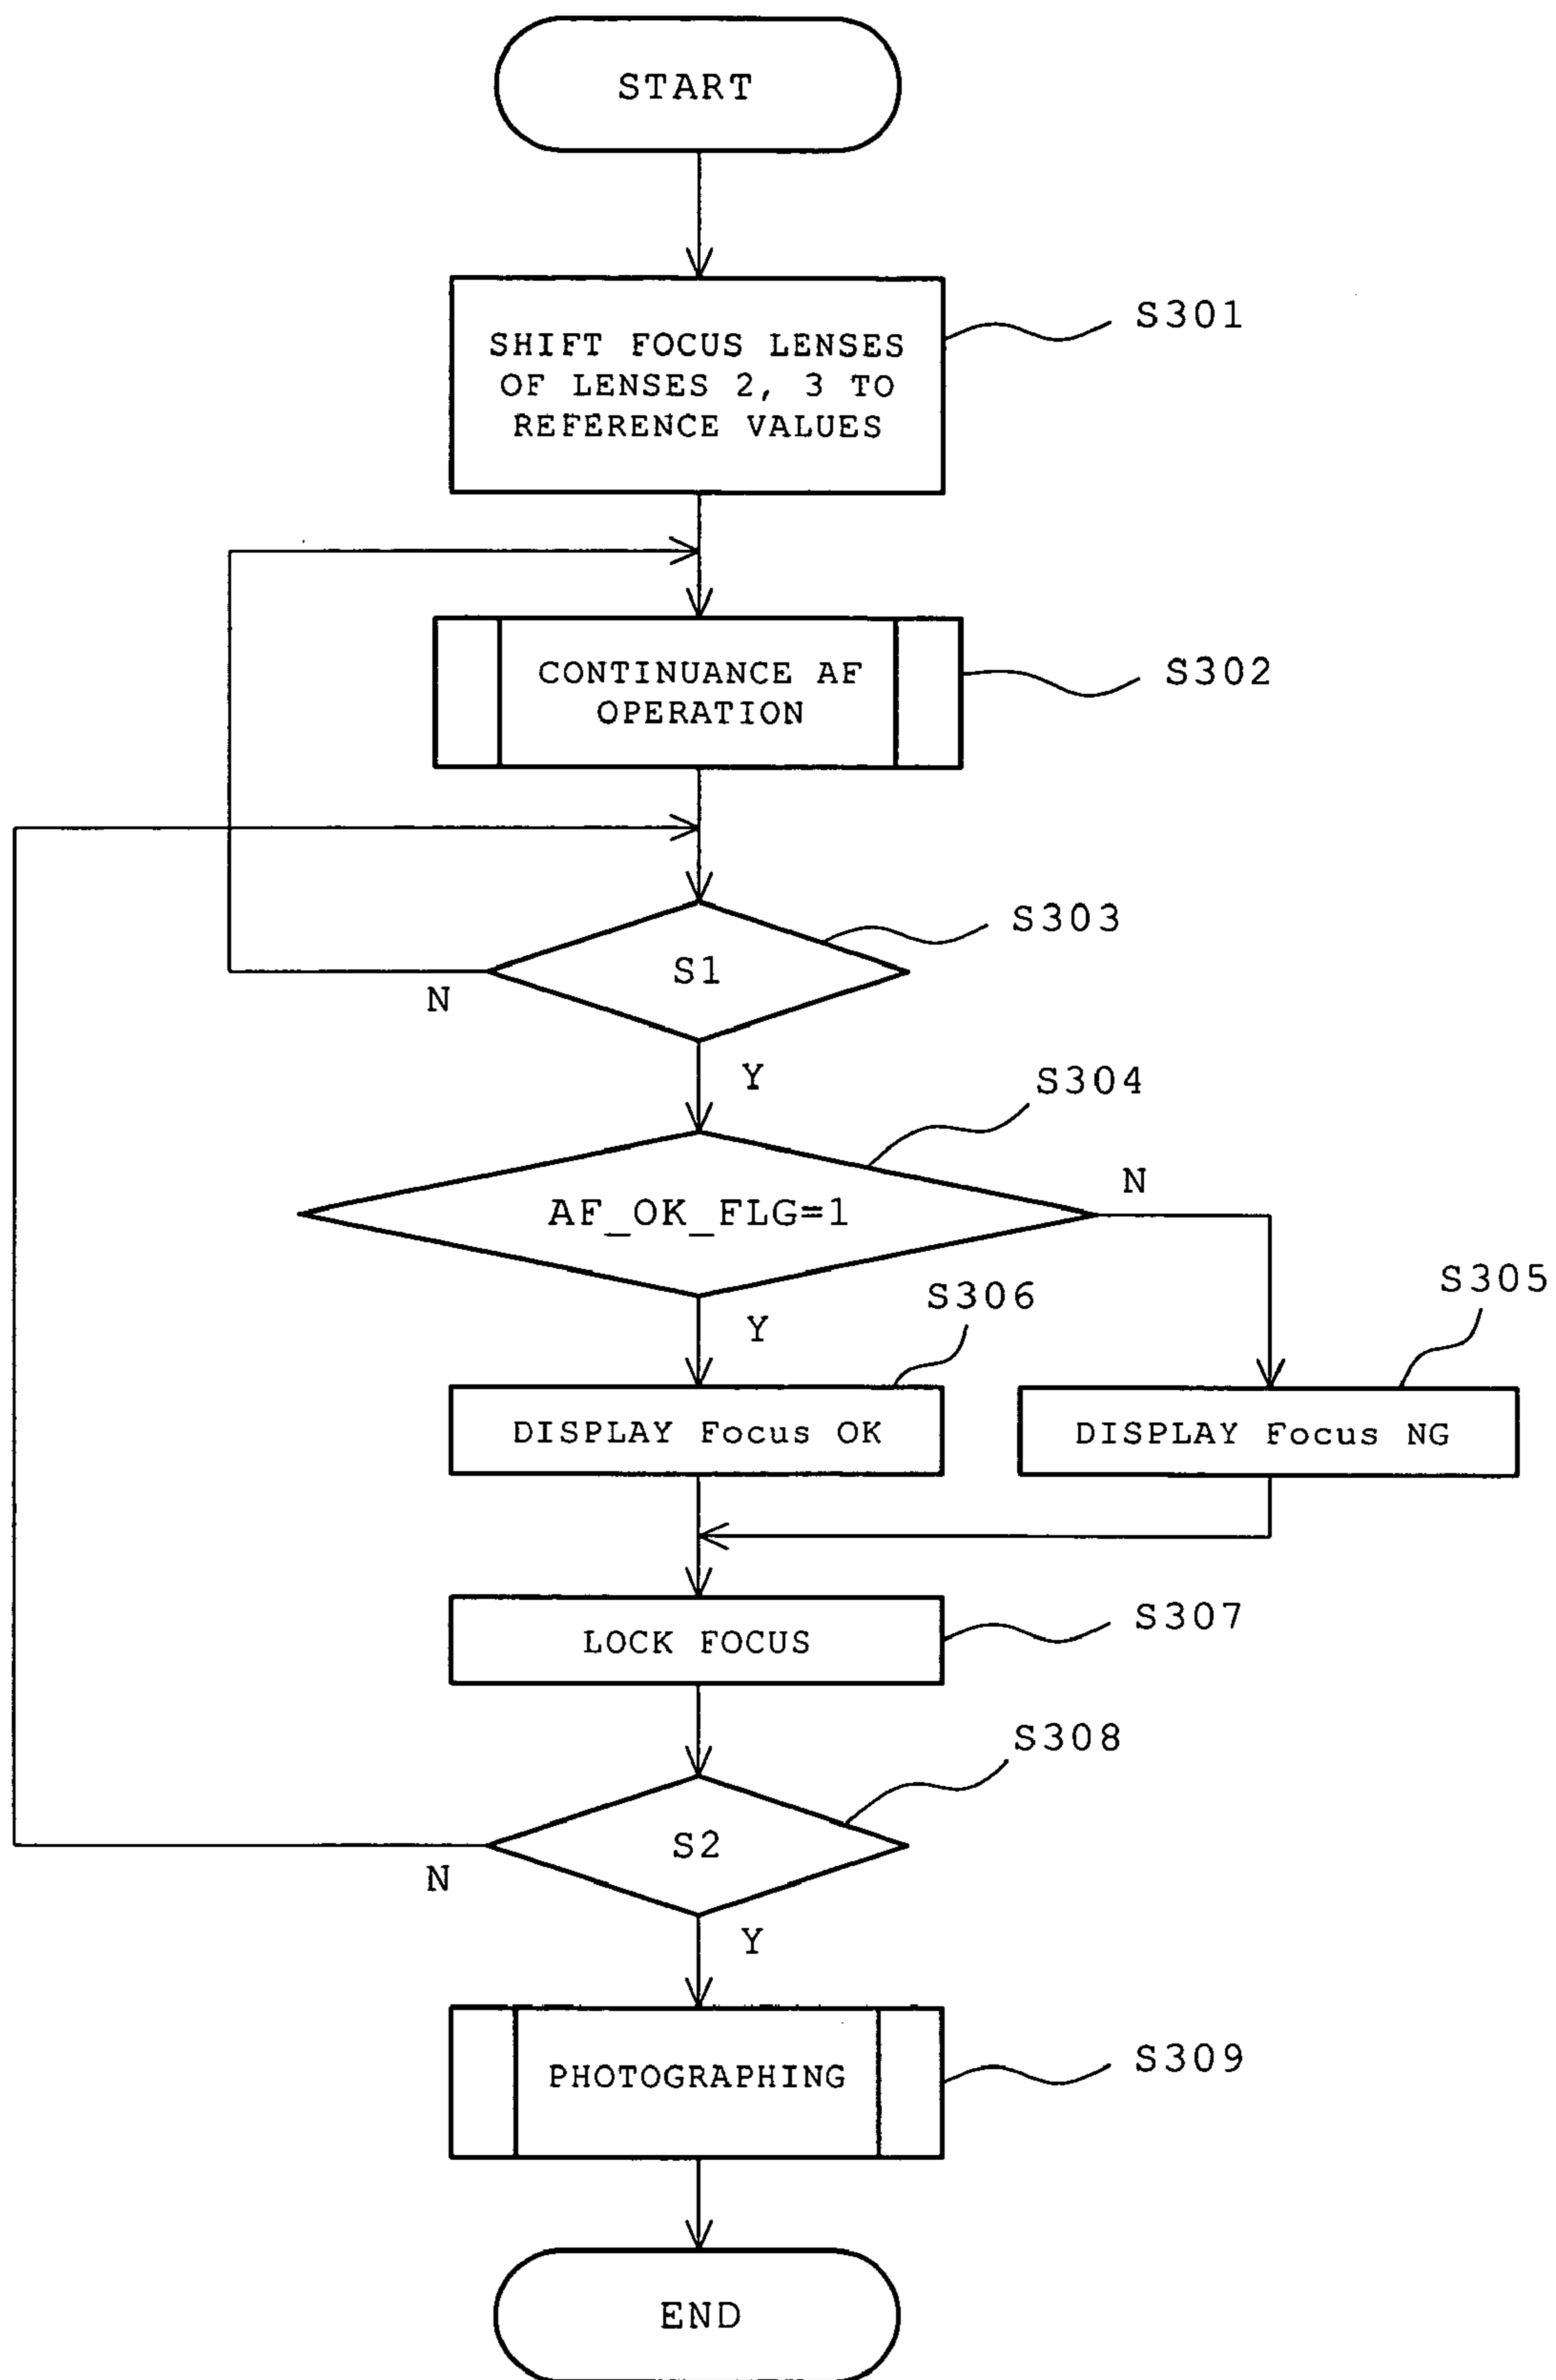 START
SHIFT FOCUS LENSES
OF LENSES 2, 3 TO
REFERENCE VALUES
S301
CONTINUANCE AF
OPERATION
S302
S1
S303
N
Y
AF_OK_FLG=1
S304
N
Y
S306
S305
DISPLAY Focus OK
DISPLAY Focus NG
LOCK FOCUS
S307
S2
S308
N
Y
PHOTOGRAPHING
S309
END